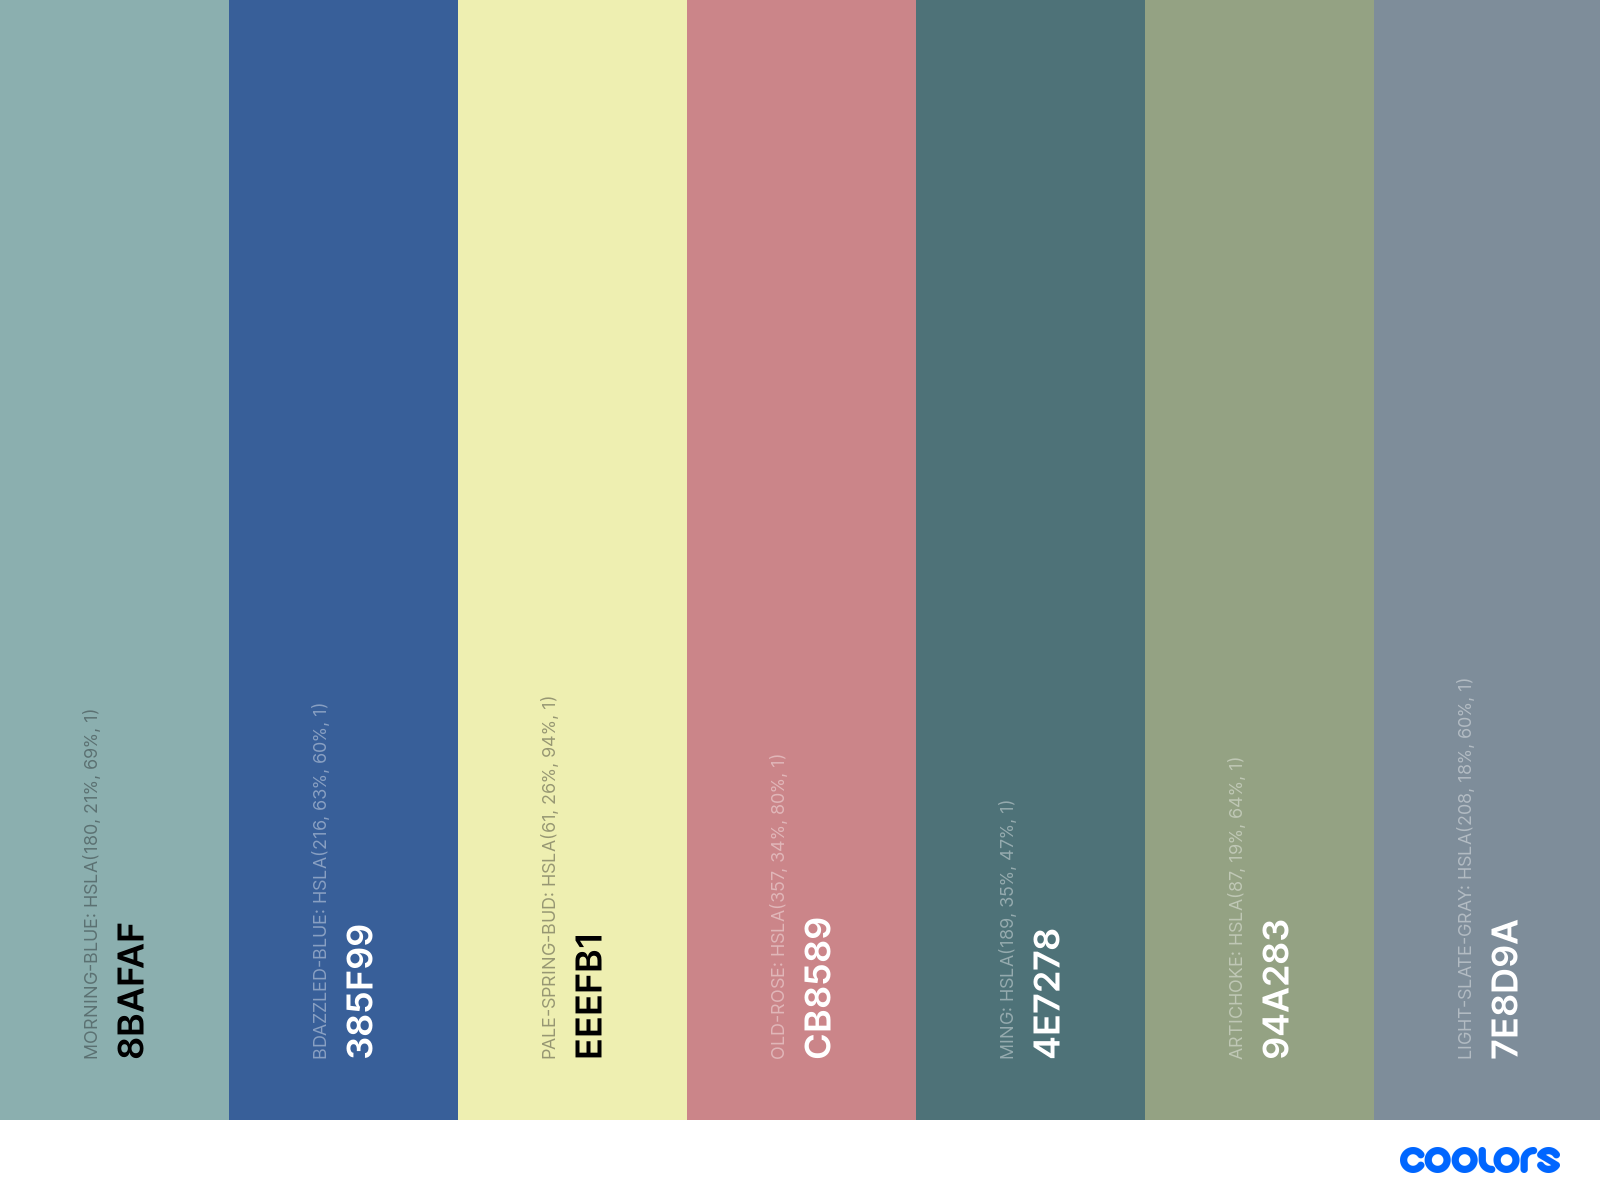 MORNING-BLUE: HSLA(180, 21%, 69%, 1)
8BAFAF
BDAZZLED-BLUE: HSLA(216, 63%, 60%, 1)
385F99
PALE-SPRING-BUD: HSLA(61, 26%, 94%, 1)
EEEFB1
OLD-ROSE: HSLA(357, 34%, 80%, 1)
CB8589
MING: HSLA(189, 35%, 47%, 1)
4E7278
ARTICHOKE: HSLA(87, 19%, 64%, 1)
94A283
LIGHT-SLATE-GRAY: HSLA(208, 18%, 60%, 1)
7E8D9A
coolors